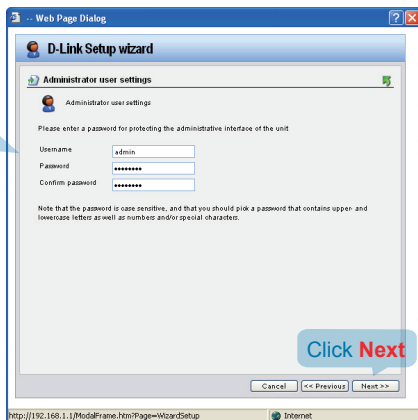 -- Web Page Dialog
D-Link Setup wizard
Administrator user settings
Administrator user settings
Please enter a password for protecting the administrative interface of the unit
Username admin
Password ••••••••
Confirm password ••••••••
Note that the password is case sensitive, and that you should pick a password that contains upper- and
lowercase letters as well as numbers and/or special characters.
Click Next
Cancel << Previous Next >>
http://192.168.1.1/ModalFrame.htm?Page=WizardSetup Internet